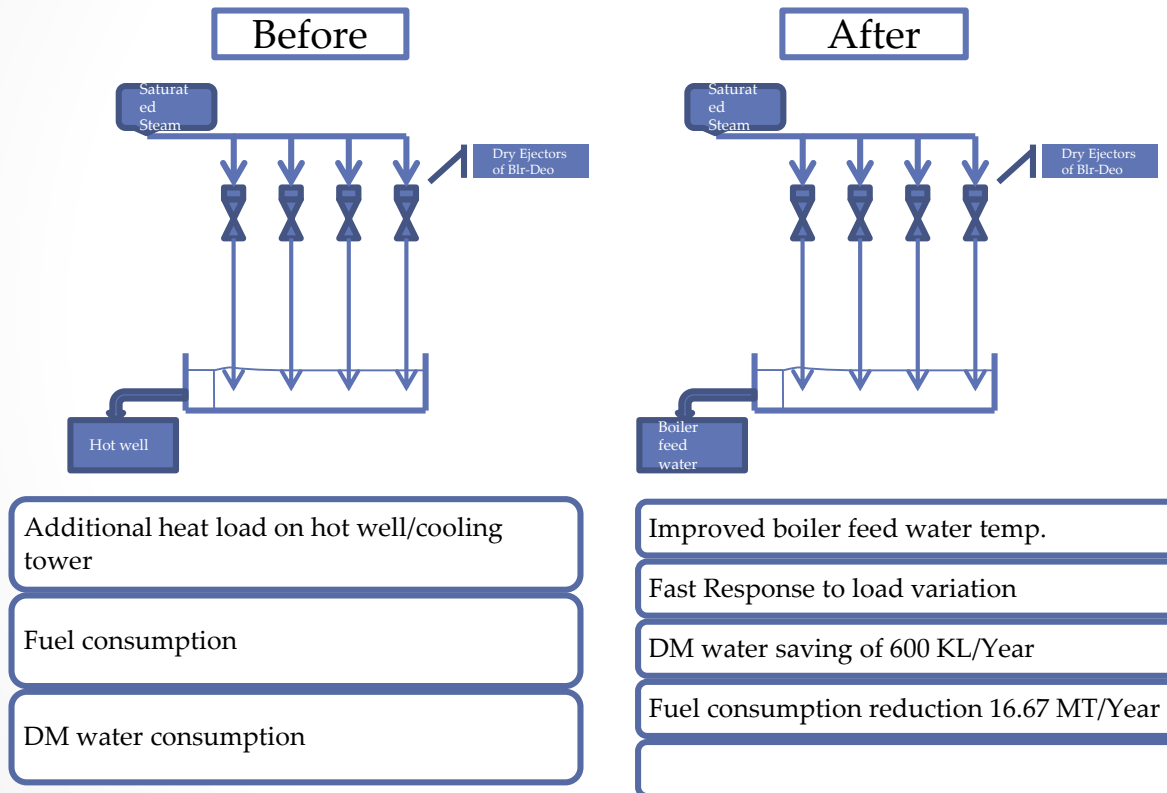 Before
Saturat
ed
Steam
Dry Ejectors
of Blr-Deo
Hot well
Additional heat load on hot well/cooling
tower
Fuel consumption
DM water consumption
After
Saturat
ed
Steam
Dry Ejectors
of Blr-Deo
Boiler
feed
water
Improved boiler feed water temp.
Fast Response to load variation
DM water saving of 600 KL/Year
Fuel consumption reduction 16.67 MT/Year